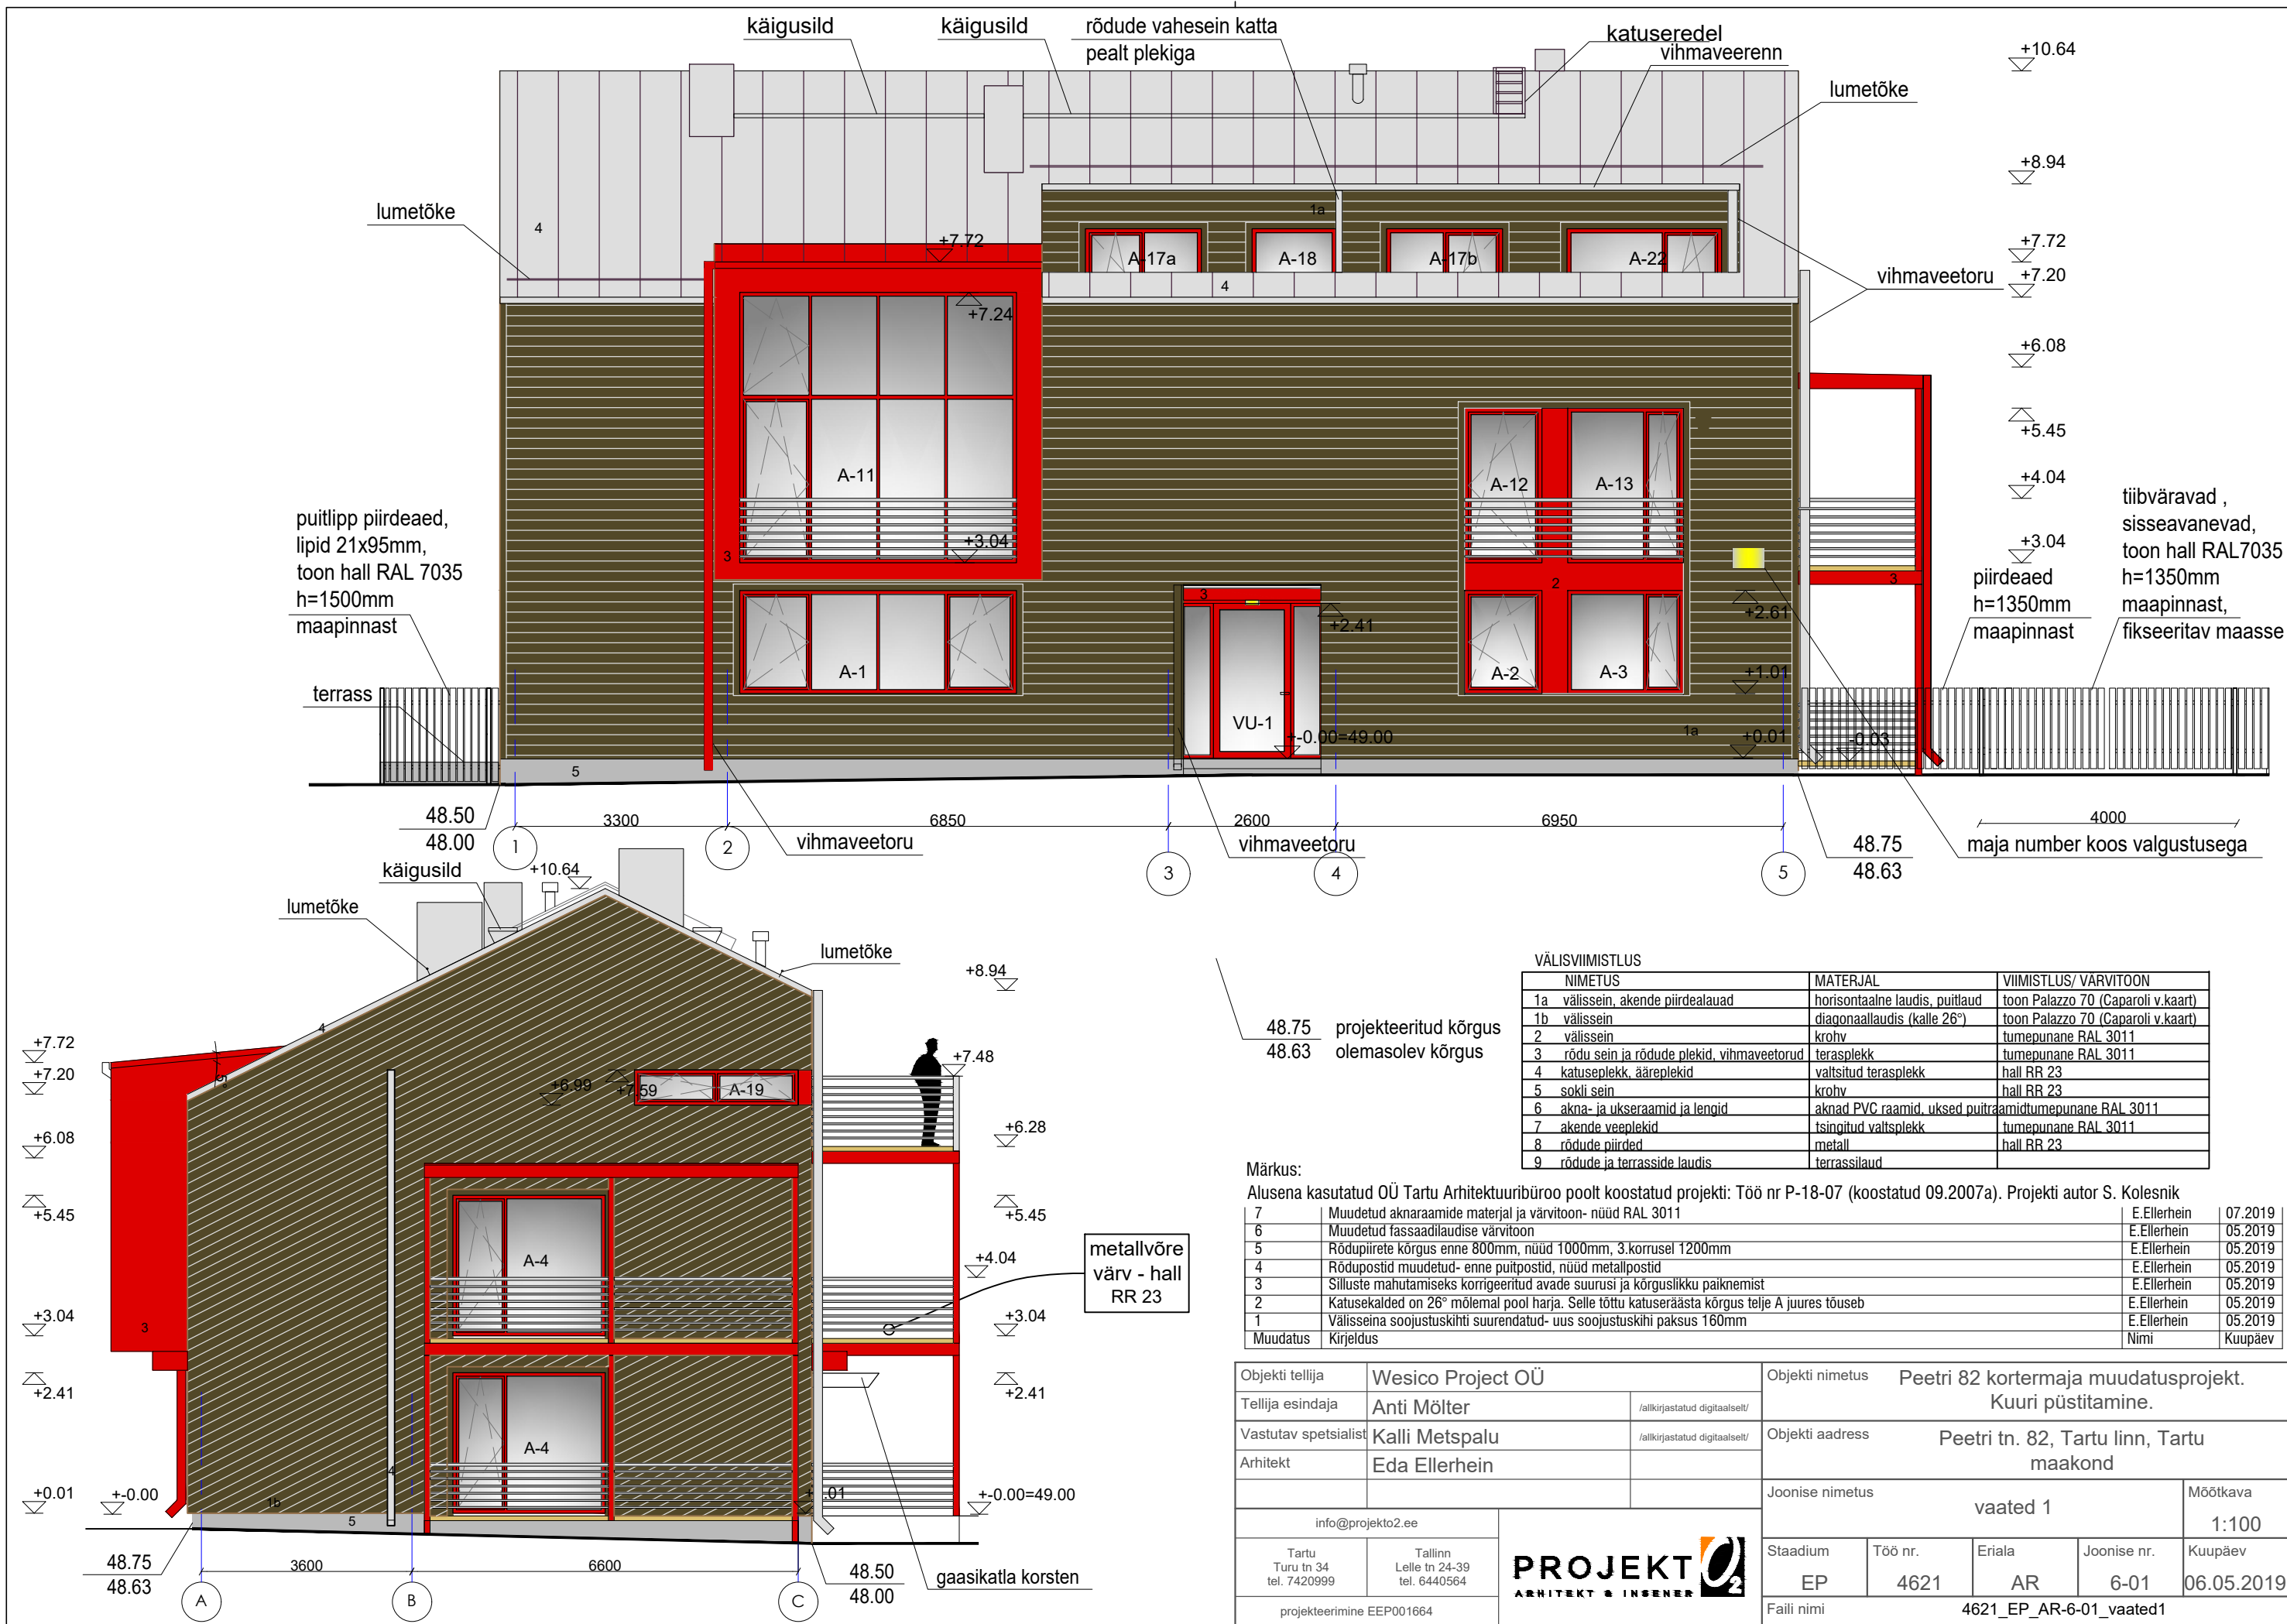 käigusild
käigusild
rõdude vahesein katta
pealt plekiga
katuseredel
vihmaveerenn
lumetõke
+10.64
+8.94
+7.72
+7.20
+6.08
+5.45
+4.04
+3.04
lumetõke
4
1a
+7.72
A-17a
A-18
A-17b
A-22
4
vihmaveetoru
+7.24
A-11
A-12
A-13
+3.04
3
2
3
puitlipp piirdeaed,
lipid 21x95mm,
toon hall RAL 7035
h=1500mm
maapinnast
terrass
tiibväravad ,
sisseavanevad,
toon hall RAL7035
h=1350mm
maapinnast,
fikseeritav maasse
piirdeaed
h=1350mm
maapinnast
3
+2.41
+2.61
A-1
A-2
A-3
+1.01
VU-1
1a
+-0.00=49.00
+0.01
-0.03
5
48.50
48.00
3300
6850
2600
6950
4000
1
2
3
4
5
vihmaveetoru
vihmaveetoru
48.75
48.63
maja number koos valgustusega
käigusild
+10.64
lumetõke
lumetõke
+8.94
4
+7.72
+7.20
+7.48
+6.99
+7.59
A-19
+6.08
+6.28
+5.45
+5.45
A-4
+4.04
metallvõre
värv - hall
RR 23
+3.04
3
+3.04
+2.41
+2.41
A-4
4
+0.01
+-0.00
1b
5
+-0.00=49.00
48.75
48.63
3600
6600
48.50
48.00
gaasikatla korsten
A
B
C
48.75 projekteeritud kõrgus
48.63 olemasolev kõrgus
VÄLISVIIMISTLUS
NIMETUS MATERJAL VIIMISTLUS/ VÄRVITOON
1a välissein, akende piirdealauad horisontaalne laudis, puitlaud toon Palazzo 70 (Caparoli v.kaart)
1b välissein diagonaallaudis (kalle 26°) toon Palazzo 70 (Caparoli v.kaart)
2 välissein krohv tumepunane RAL 3011
3 rõdu sein ja rõdude plekid, vihmaveetorud terasplekk tumepunane RAL 3011
4 katuseplekk, ääreplekid valtsitud terasplekk hall RR 23
5 sokli sein krohv hall RR 23
6 akna- ja ukseraamid ja lengid aknad PVC raamid, uksed puitraamid tumepunane RAL 3011
7 akende veeplekid tsingitud valtsplekk tumepunane RAL 3011
8 rõdude piirded metall hall RR 23
9 rõdude ja terrasside laudis terrassilaud
Märkus:
Alusena kasutatud OÜ Tartu Arhitektuuribüroo poolt koostatud projekti: Töö nr P-18-07 (koostatud 09.2007a). Projekti autor S. Kolesnik
7 Muudetud aknaraamide materjal ja värvitoon- nüüd RAL 3011 E.Ellerhein 07.2019
6 Muudetud fassaadilaudise värvitoon E.Ellerhein 05.2019
5 Rõdupiirete kõrgus enne 800mm, nüüd 1000mm, 3.korrusel 1200mm E.Ellerhein 05.2019
4 Rõdupostid muudetud- enne puitpostid, nüüd metallpostid E.Ellerhein 05.2019
3 Silluste mahutamiseks korrigeeritud avade suurusi ja kõrguslikku paiknemist E.Ellerhein 05.2019
2 Katusekalded on 26° mõlemal pool harja. Selle tõttu katuseräästa kõrgus telje A juures tõuseb E.Ellerhein 05.2019
1 Välisseina soojustuskihti suurendatud- uus soojustuskihi paksus 160mm E.Ellerhein 05.2019
Muudatus Kirjeldus Nimi Kuupäev
Objekti tellija Wesico Project OÜ
Tellija esindaja Anti Mölter /allkirjastatud digitaalselt/
Vastutav spetsialist Kalli Metspalu /allkirjastatud digitaalselt/
Arhitekt Eda Ellerhein
Objekti nimetus Peetri 82 kortermaja muudatusprojekt.
Kuuri püstitamine.
Objekti aadress Peetri tn. 82, Tartu linn, Tartu
maakond
Joonise nimetus
vaated 1
Mõõtkava
1:100
info@projekto2.ee
Tartu
Turu tn 34
tel. 7420999
Tallinn
Lelle tn 24-39
tel. 6440564
projekteerimine EEP001664
PROJEKT O2
ARHITEKT & INSENER
Staadium Töö nr. Eriala Joonise nr. Kuupäev
EP 4621 AR 6-01 06.05.2019
Faili nimi 4621_EP_AR-6-01_vaated1